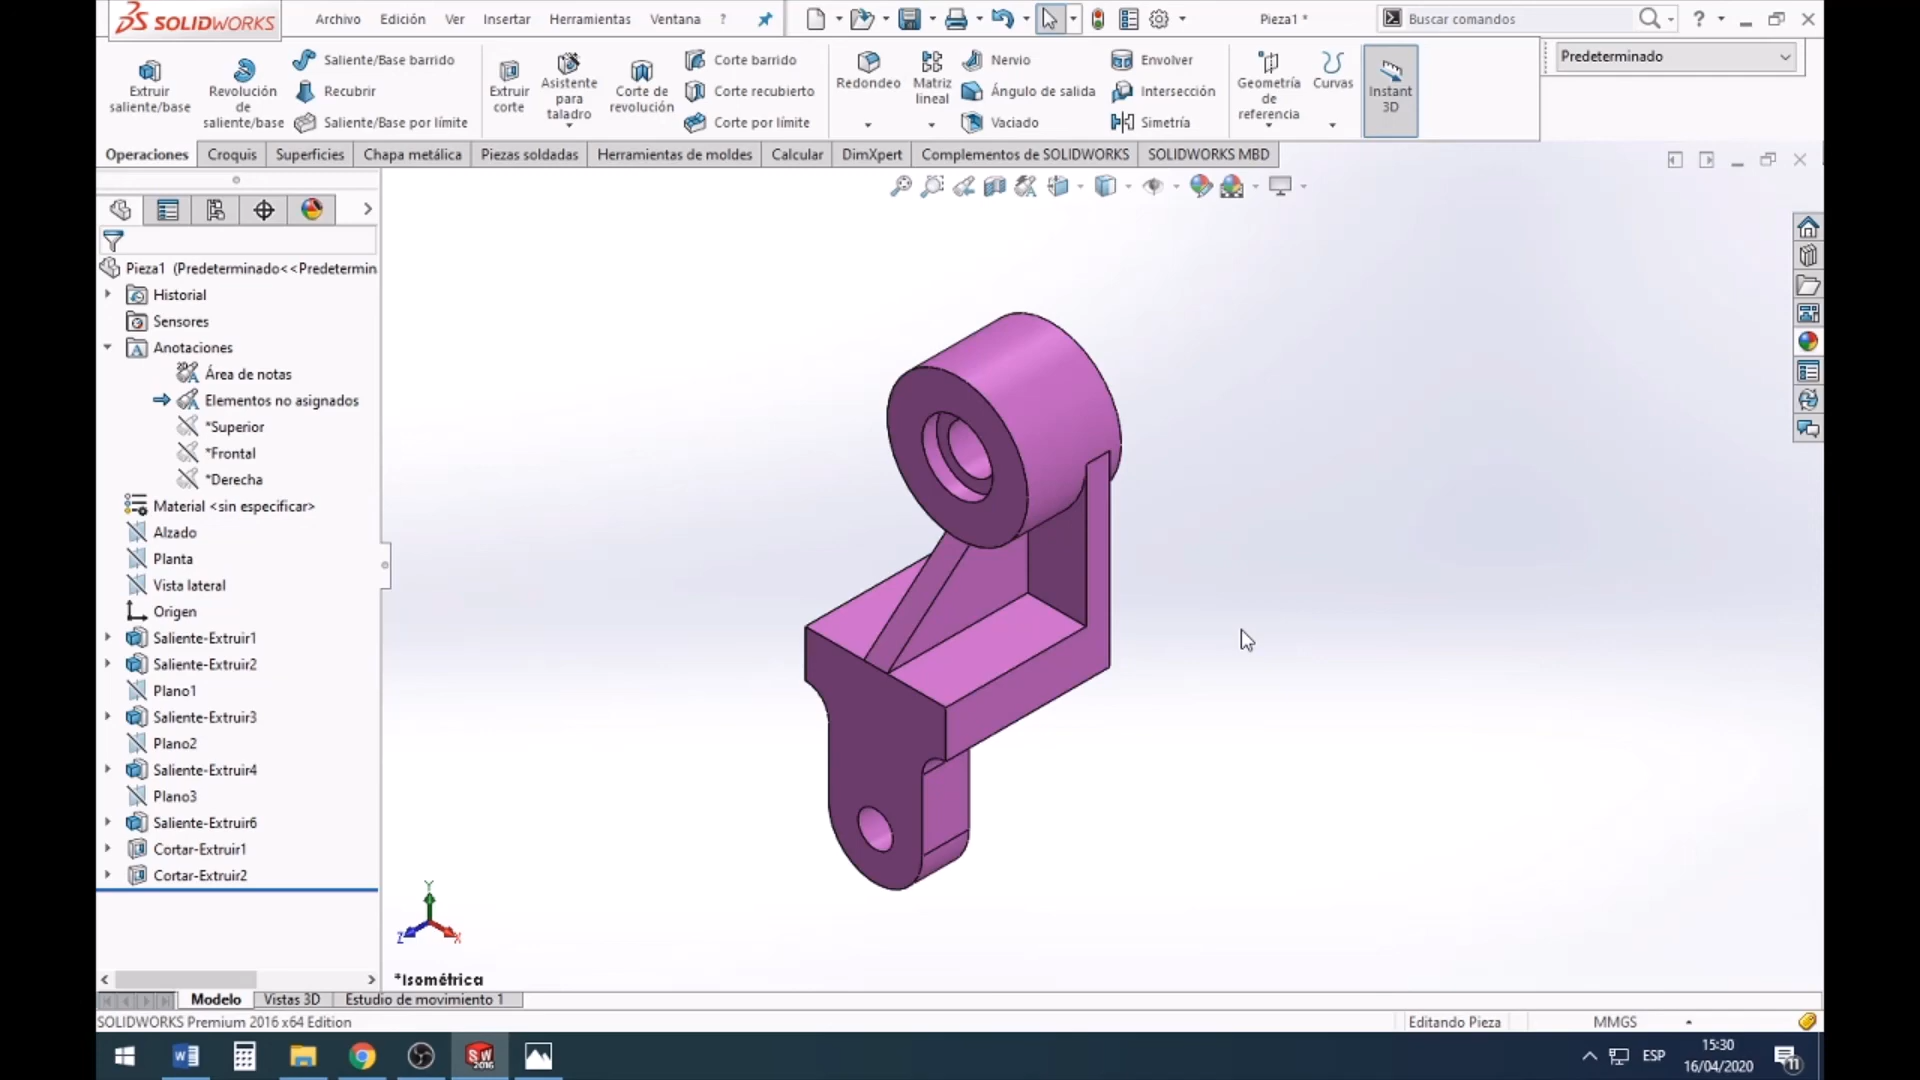 SOLIDWORKS
Archivo Edición Ver Insertar Herramientas Ventana ?
Pieza1 *
Buscar comandos
?
Extruir saliente/base
Revolución de saliente/base
Saliente/Base barrido
Recubrir
Saliente/Base por límite
Extruir corte
Asistente para taladro
Corte de revolución
Corte barrido
Corte recubierto
Corte por límite
Redondeo
Matriz lineal
Nervio
Ángulo de salida
Vaciado
Envolver
Intersección
Simetría
Geometría de referencia
Curvas
Instant 3D
Predeterminado
Operaciones Croquis Superficies Chapa metálica Piezas soldadas Herramientas de moldes Calcular DimXpert Complementos de SOLIDWORKS SOLIDWORKS MBD
Pieza1 (Predeterminado<<Predetermin
Historial
Sensores
Anotaciones
Área de notas
Elementos no asignados
*Superior
*Frontal
*Derecha
Material <sin especificar>
Alzado
Planta
Vista lateral
Origen
Saliente-Extruir1
Saliente-Extruir2
Plano1
Saliente-Extruir3
Plano2
Saliente-Extruir4
Plano3
Saliente-Extruir6
Cortar-Extruir1
Cortar-Extruir2
Y
Z
X
*Isométrica
Modelo Vistas 3D Estudio de movimiento 1
SOLIDWORKS Premium 2016 x64 Edition
Editando Pieza
MMGS
SW 2016
ESP
15:30
16/04/2020
11